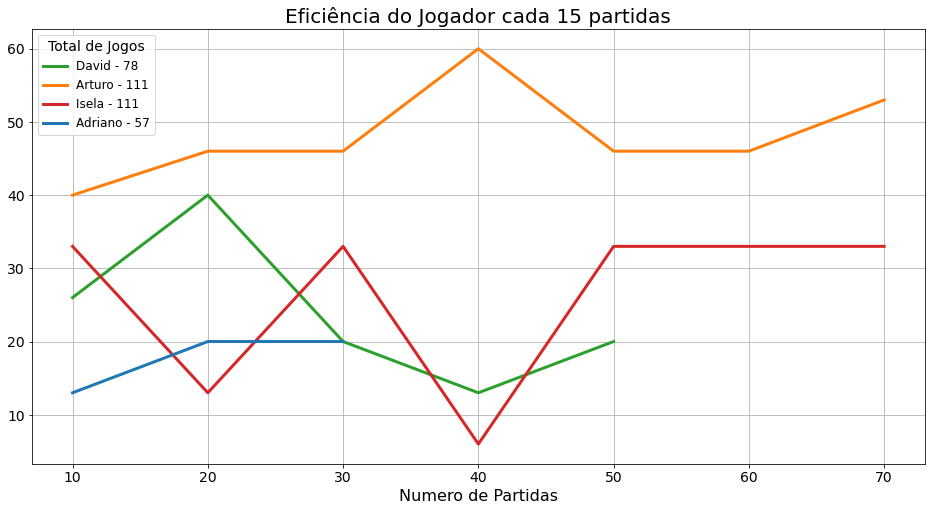 Eficiência do Jogador cada 15 partidas
Total de Jogos
David - 78
Arturo - 111
Isela - 111
Adriano - 57
60
50
40
30
20
10
10 20 30 40 50 60 70
Numero de Partidas